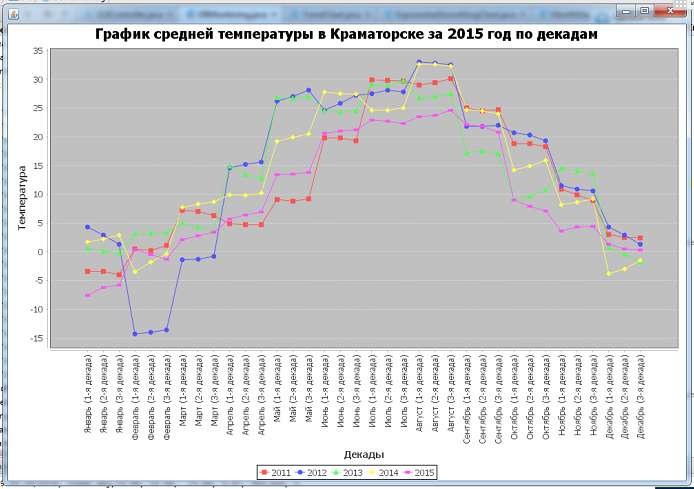 График средней температуры в Краматорске за 2015 год по декадам
Температура
35
30
25
20
15
10
5
0
-5
-10
-15
Январь (1-я декада)
Январь (2-я декада)
Январь (3-я декада)
Февраль (1-я декада)
Февраль (2-я декада)
Февраль (3-я декада)
Март (1-я декада)
Март (2-я декада)
Март (3-я декада)
Апрель (1-я декада)
Апрель (2-я декада)
Апрель (3-я декада)
Май (1-я декада)
Май (2-я декада)
Май (3-я декада)
Июнь (1-я декада)
Июнь (2-я декада)
Июнь (3-я декада)
Июль (1-я декада)
Июль (2-я декада)
Июль (3-я декада)
Август (1-я декада)
Август (2-я декада)
Август (3-я декада)
Сентябрь (1-я декада)
Сентябрь (2-я декада)
Сентябрь (3-я декада)
Октябрь (1-я декада)
Октябрь (2-я декада)
Октябрь (3-я декада)
Ноябрь (1-я декада)
Ноябрь (2-я декада)
Ноябрь (3-я декада)
Декабрь (1-я декада)
Декабрь (2-я декада)
Декабрь (3-я декада)
Декады
2011 2012 2013 2014 2015